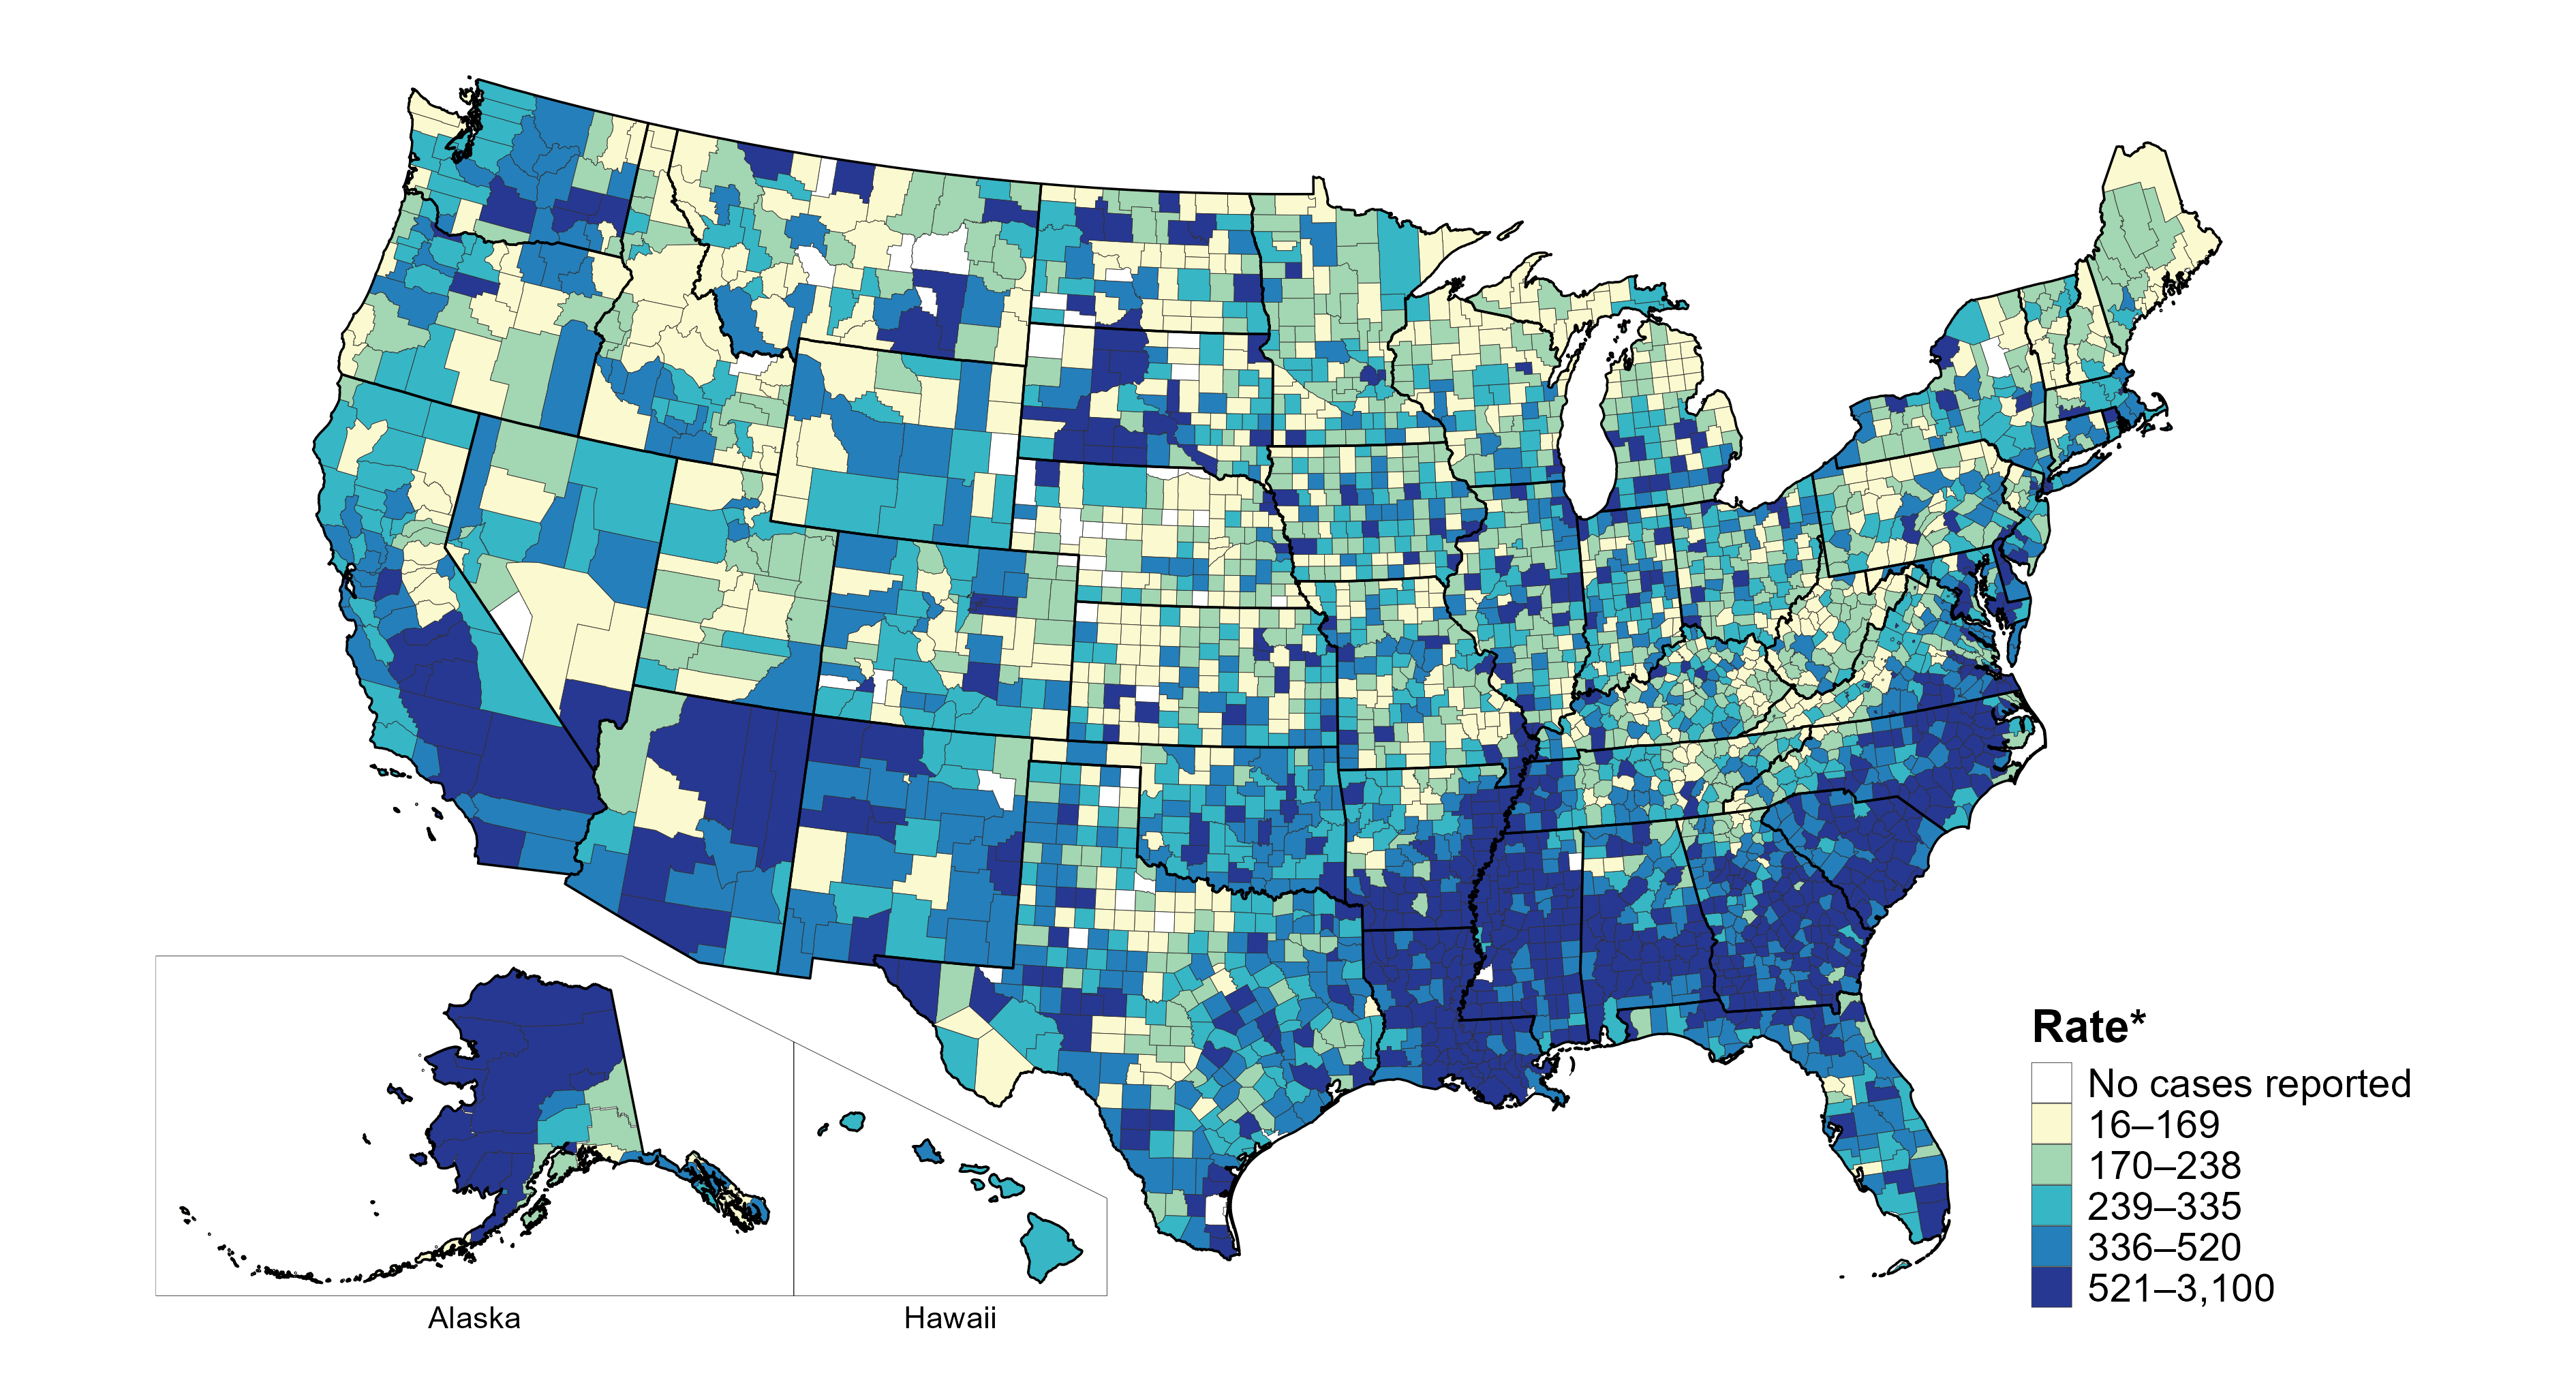 Rate*
No cases reported
16–169
170–238
239–335
336–520
521–3,100
Alaska
Hawaii